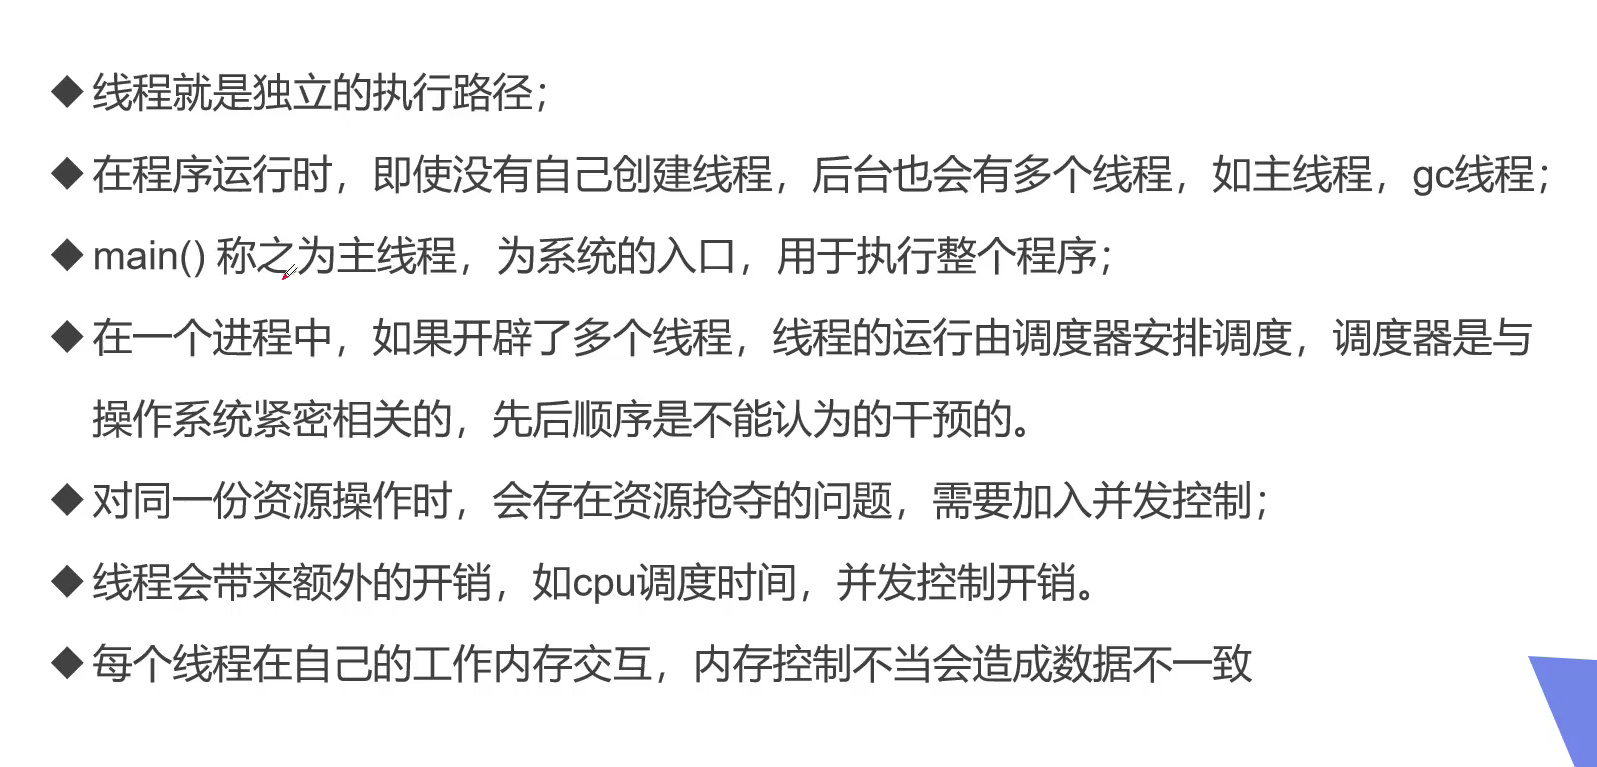 ◆ 线程就是独立的执行路径；
◆ 在程序运行时，即使没有自己创建线程，后台也会有多个线程，如主线程，gc线程；
◆ main() 称之为主线程，为系统的入口，用于执行整个程序；
◆ 在一个进程中，如果开辟了多个线程，线程的运行由调度器安排调度，调度器是与
操作系统紧密相关的，先后顺序是不能认为的干预的。
◆ 对同一份资源操作时，会存在资源抢夺的问题，需要加入并发控制；
◆ 线程会带来额外的开销，如cpu调度时间，并发控制开销。
◆ 每个线程在自己的工作内存交互，内存控制不当会造成数据不一致